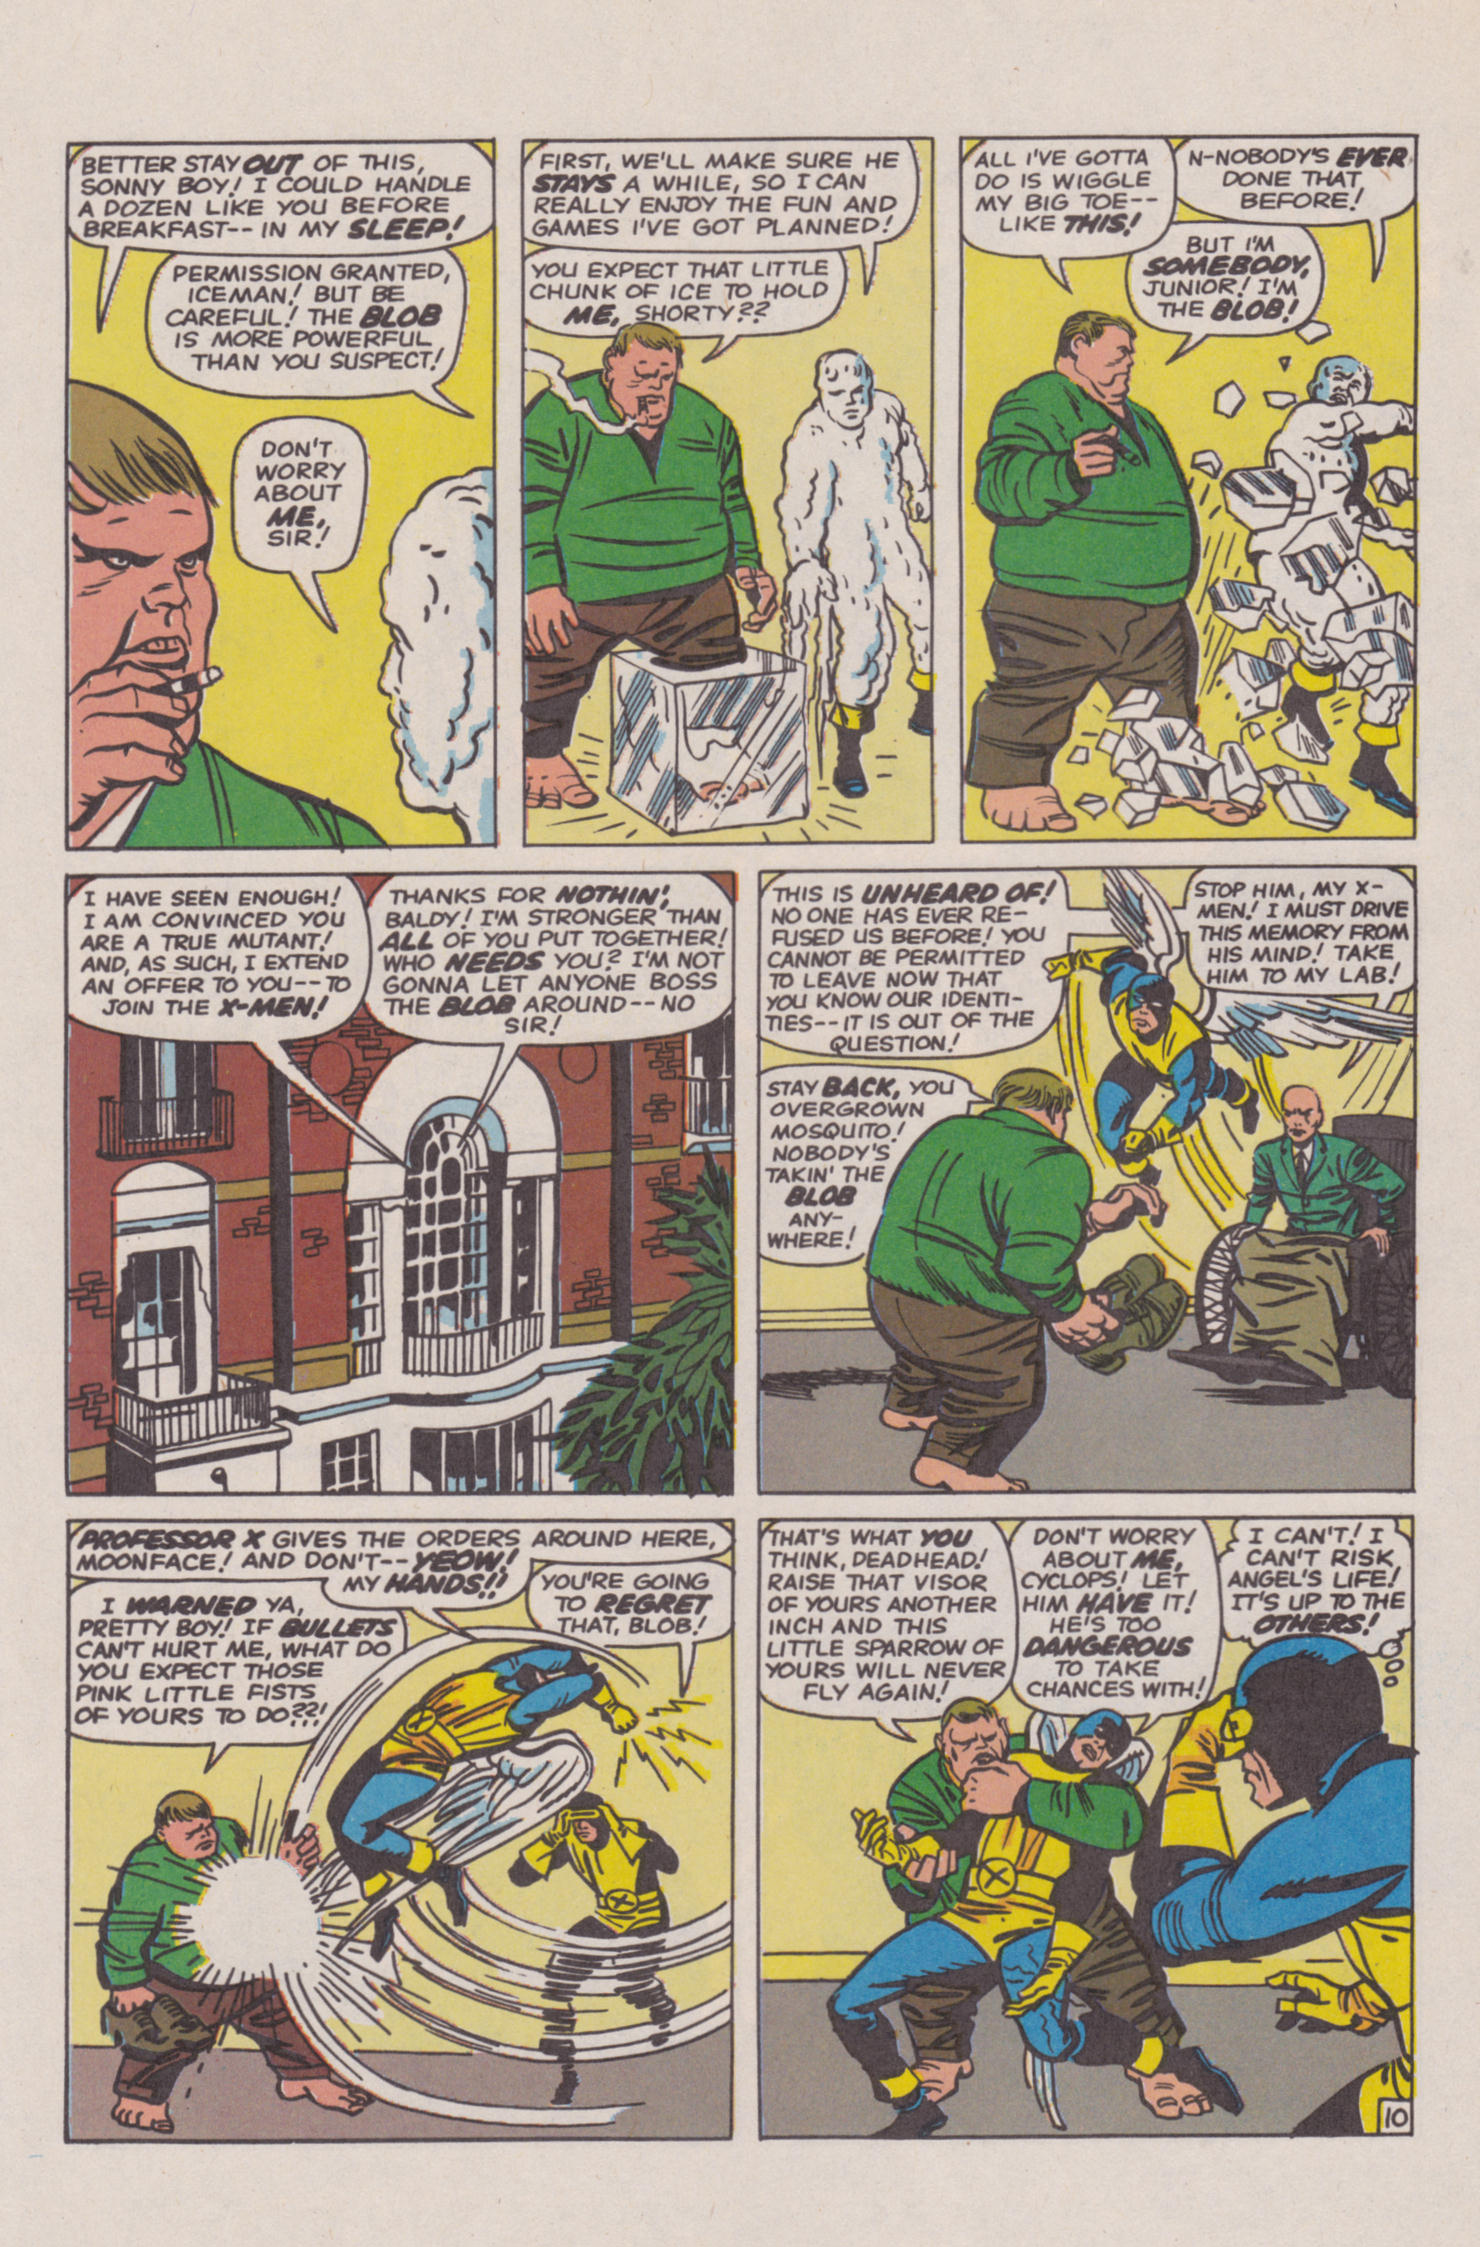 BETTER STAY OUT OF THIS,
SONNY BOY! I COULD HANDLE
A DOZEN LIKE YOU BEFORE
BREAKFAST-- IN MY SLEEP!
PERMISSION GRANTED,
ICEMAN! BUT BE
CAREFUL! THE BLOB
IS MORE POWERFUL
THAN YOU SUSPECT!
DON'T
WORRY
ABOUT
ME,
SIR!
FIRST, WE'LL MAKE SURE HE
STAYS A WHILE, SO I CAN
REALLY ENJOY THE FUN AND
GAMES I'VE GOT PLANNED!
YOU EXPECT THAT LITTLE
CHUNK OF ICE TO HOLD
ME, SHORTY??
ALL I'VE GOTTA
DO IS WIGGLE
MY BIG TOE--
LIKE THIS!
N-NOBODY'S EVER
DONE THAT
BEFORE!
BUT I'M
SOMEBODY,
JUNIOR! I'M
THE BLOB!
I HAVE SEEN ENOUGH!
I AM CONVINCED YOU
ARE A TRUE MUTANT!
AND, AS SUCH, I EXTEND
AN OFFER TO YOU-- TO
JOIN THE X-MEN!
THANKS FOR NOTHIN',
BALDY! I'M STRONGER THAN
ALL OF YOU PUT TOGETHER!
WHO NEEDS YOU? I'M NOT
GONNA LET ANYONE BOSS
THE BLOB AROUND-- NO
SIR!
THIS IS UNHEARD OF!
NO ONE HAS EVER RE-
FUSED US BEFORE! YOU
CANNOT BE PERMITTED
TO LEAVE NOW THAT
YOU KNOW OUR IDENTI-
TIES-- IT IS OUT OF THE
QUESTION!
STOP HIM, MY X-
MEN! I MUST DRIVE
THIS MEMORY FROM
HIS MIND! TAKE
HIM TO MY LAB!
STAY BACK, YOU
OVERGROWN
MOSQUITO!
NOBODY'S
TAKIN' THE
BLOB
ANY-
WHERE!
PROFESSOR X GIVES THE ORDERS AROUND HERE,
MOONFACE! AND DON'T-- YEOW!
MY HANDS!!
I WARNED YA,
PRETTY BOY! IF BULLETS
CAN'T HURT ME, WHAT DO
YOU EXPECT THOSE
PINK LITTLE FISTS
OF YOURS TO DO??!
YOU'RE GOING
TO REGRET
THAT, BLOB!
THAT'S WHAT YOU
THINK, DEADHEAD!
RAISE THAT VISOR
OF YOURS ANOTHER
INCH AND THIS
LITTLE SPARROW OF
YOURS WILL NEVER
FLY AGAIN!
DON'T WORRY
ABOUT ME,
CYCLOPS! LET
HIM HAVE IT!
HE'S TOO
DANGEROUS
TO TAKE
CHANCES WITH!
I CAN'T! I
CAN'T RISK
ANGEL'S LIFE!
IT'S UP TO THE
OTHERS!
10